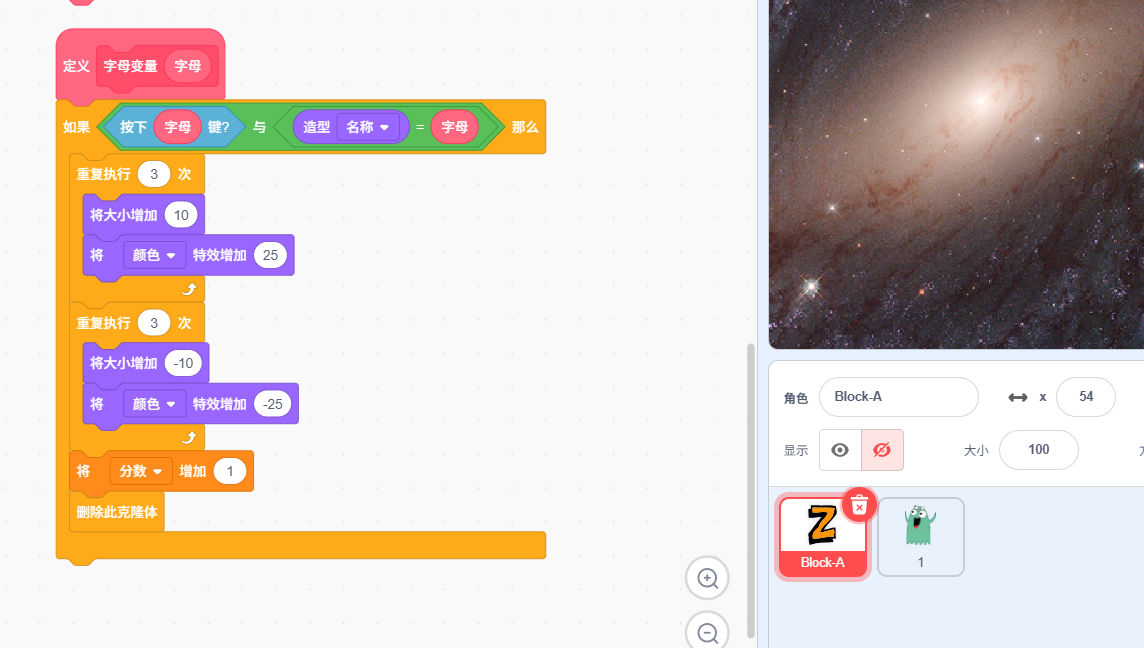 定义 字母变量 字母
如果 按下 字母 键? 与 造型 名称 = 字母 那么
重复执行 3 次
将大小增加 10
将 颜色 特效增加 25
重复执行 3 次
将大小增加 -10
将 颜色 特效增加 -25
将 分数 增加 1
删除此克隆体
角色 Block-A x 54
显示 大小 100
Z
Block-A
1